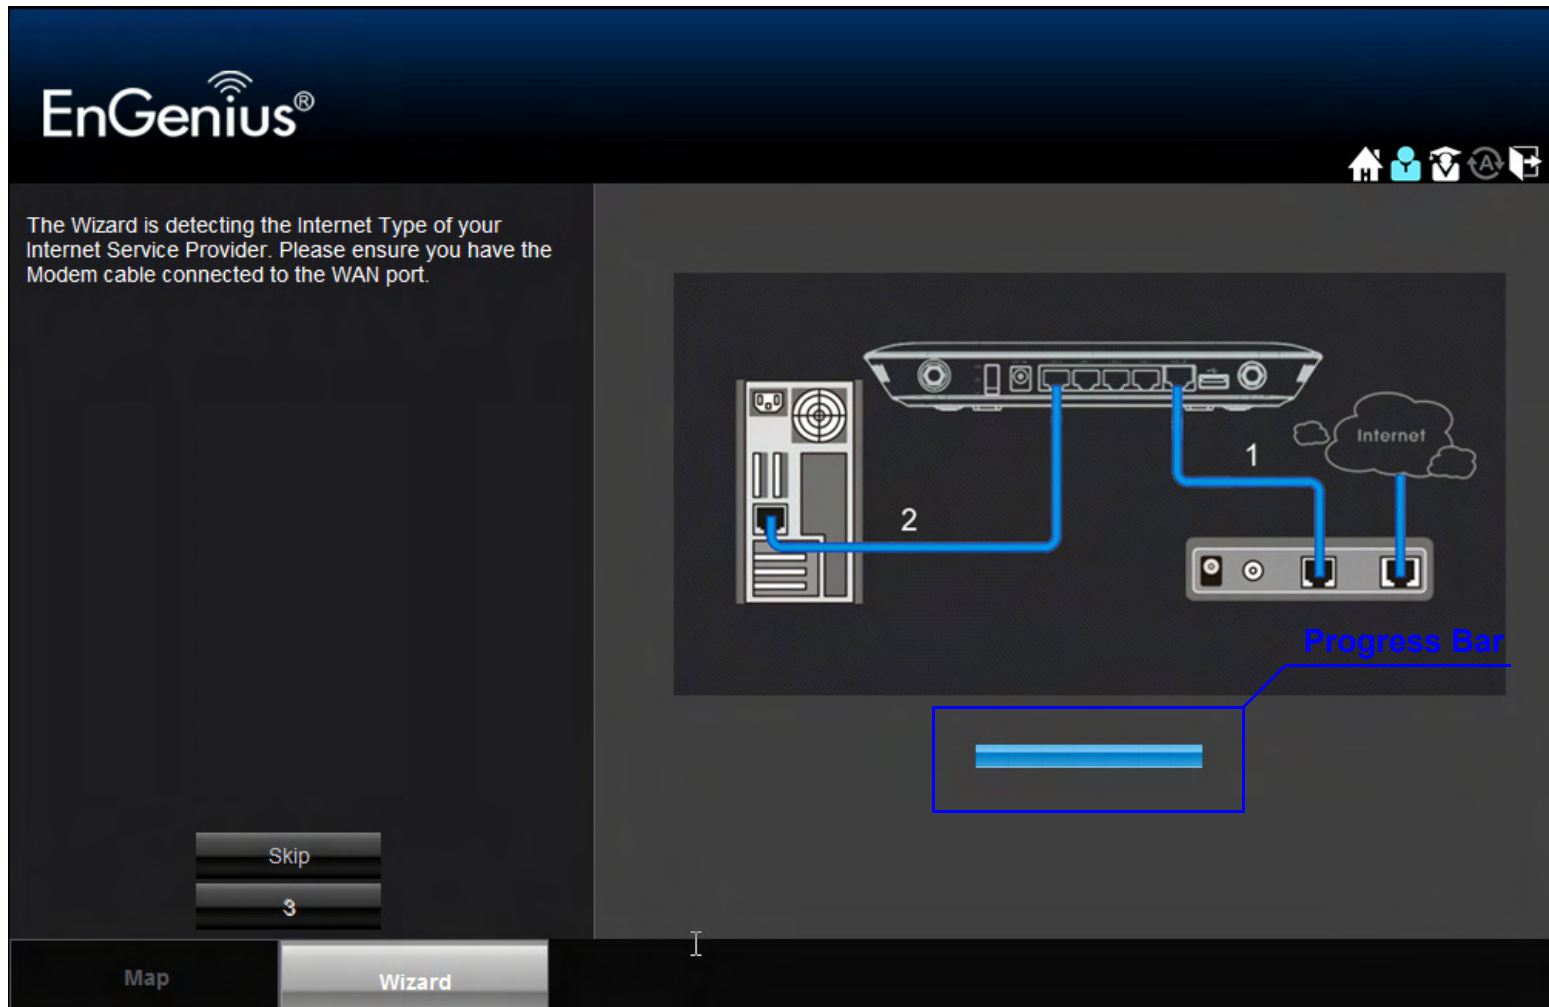 EnGenius®
The Wizard is detecting the Internet Type of your
Internet Service Provider. Please ensure you have the
Modem cable connected to the WAN port.
Internet
1
2
Progress Bar
Skip
3
Map
Wizard